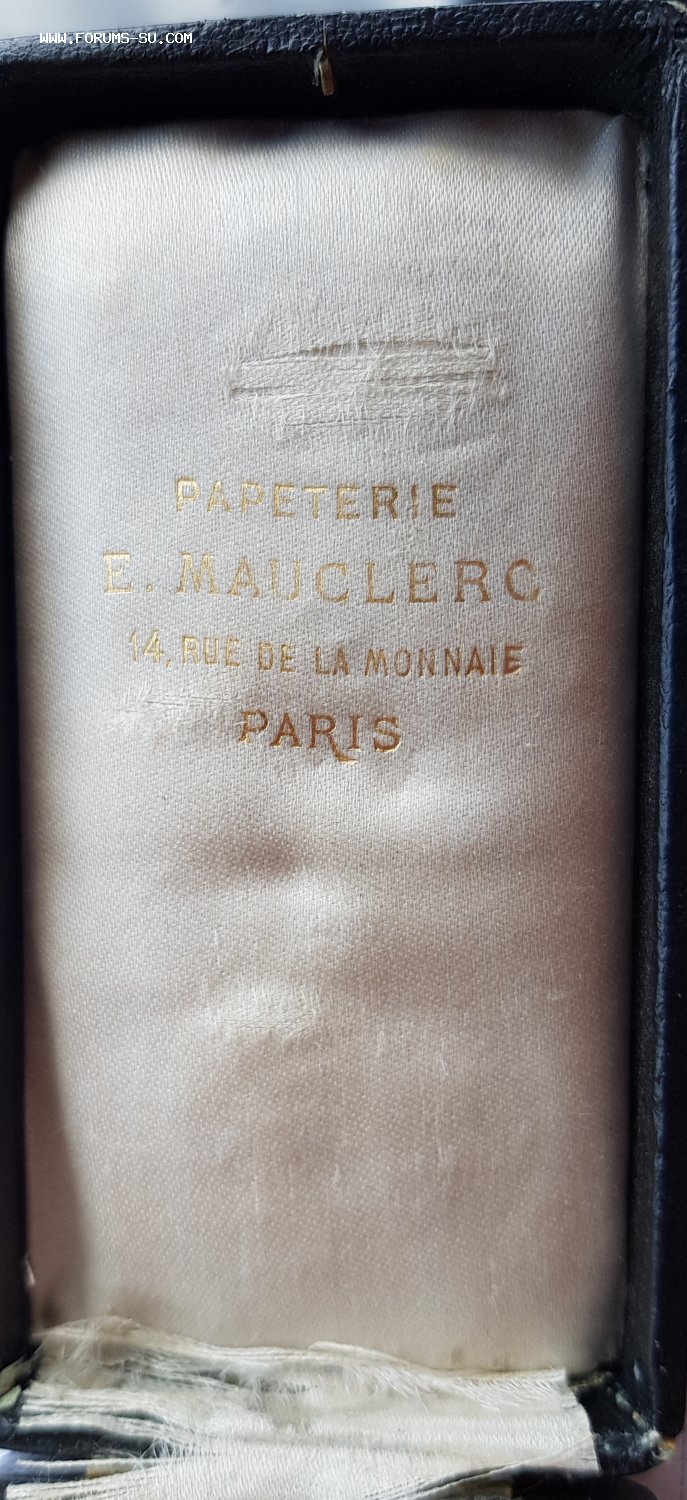 WWW.FORUMS-SU.COM
PAPETERIE
E. MAUCLERC
14, RUE DE LA MONNAIE
PARIS